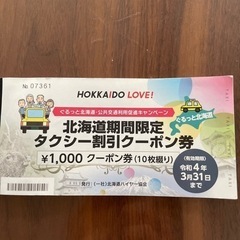 № 07361
HOKKAIDO LOVE!
ぐるっと北海道・公共交通利用促進キャンペーン
ぐるっと北海道
北海道期間限定
タクシー割引クーポン券
¥1,000 クーポン券(10枚綴り)
(有効期限)
令和4年
3月31日
まで
発行/(一社)北海道ハイヤー協会